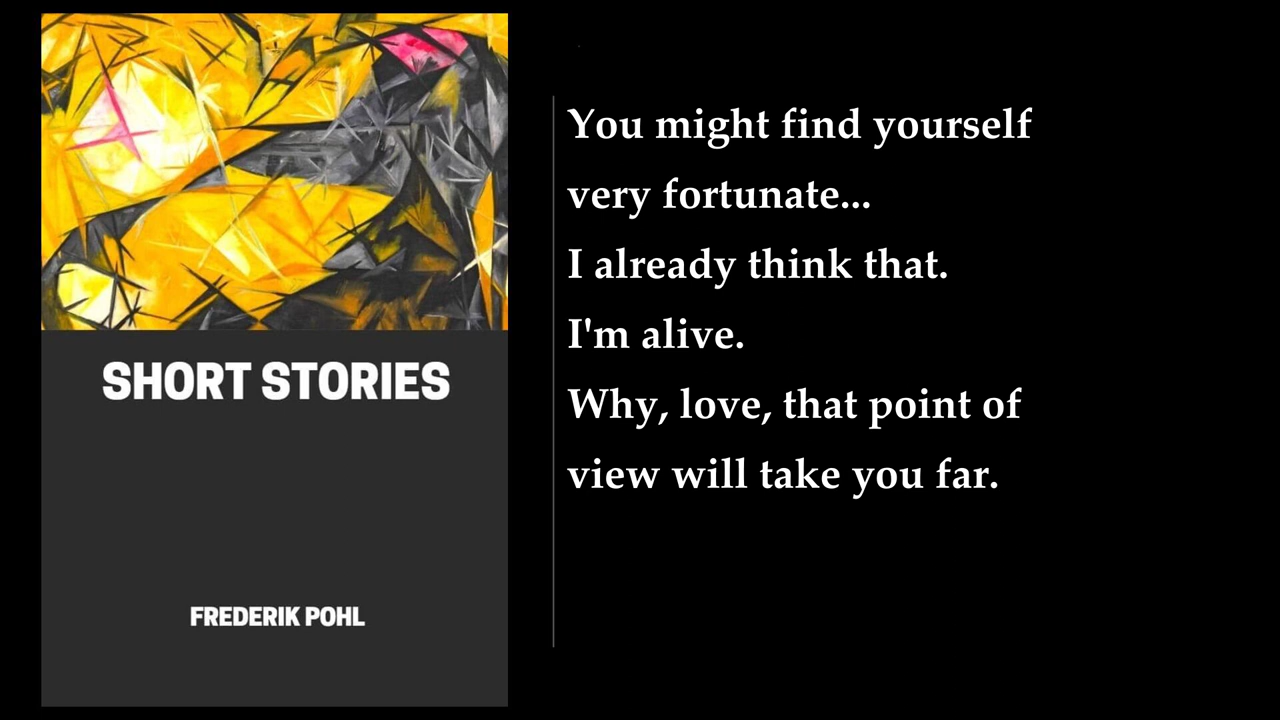 SHORT STORIES
FREDERIK POHL
You might find yourself
very fortunate...
I already think that.
I'm alive.
Why, love, that point of
view will take you far.